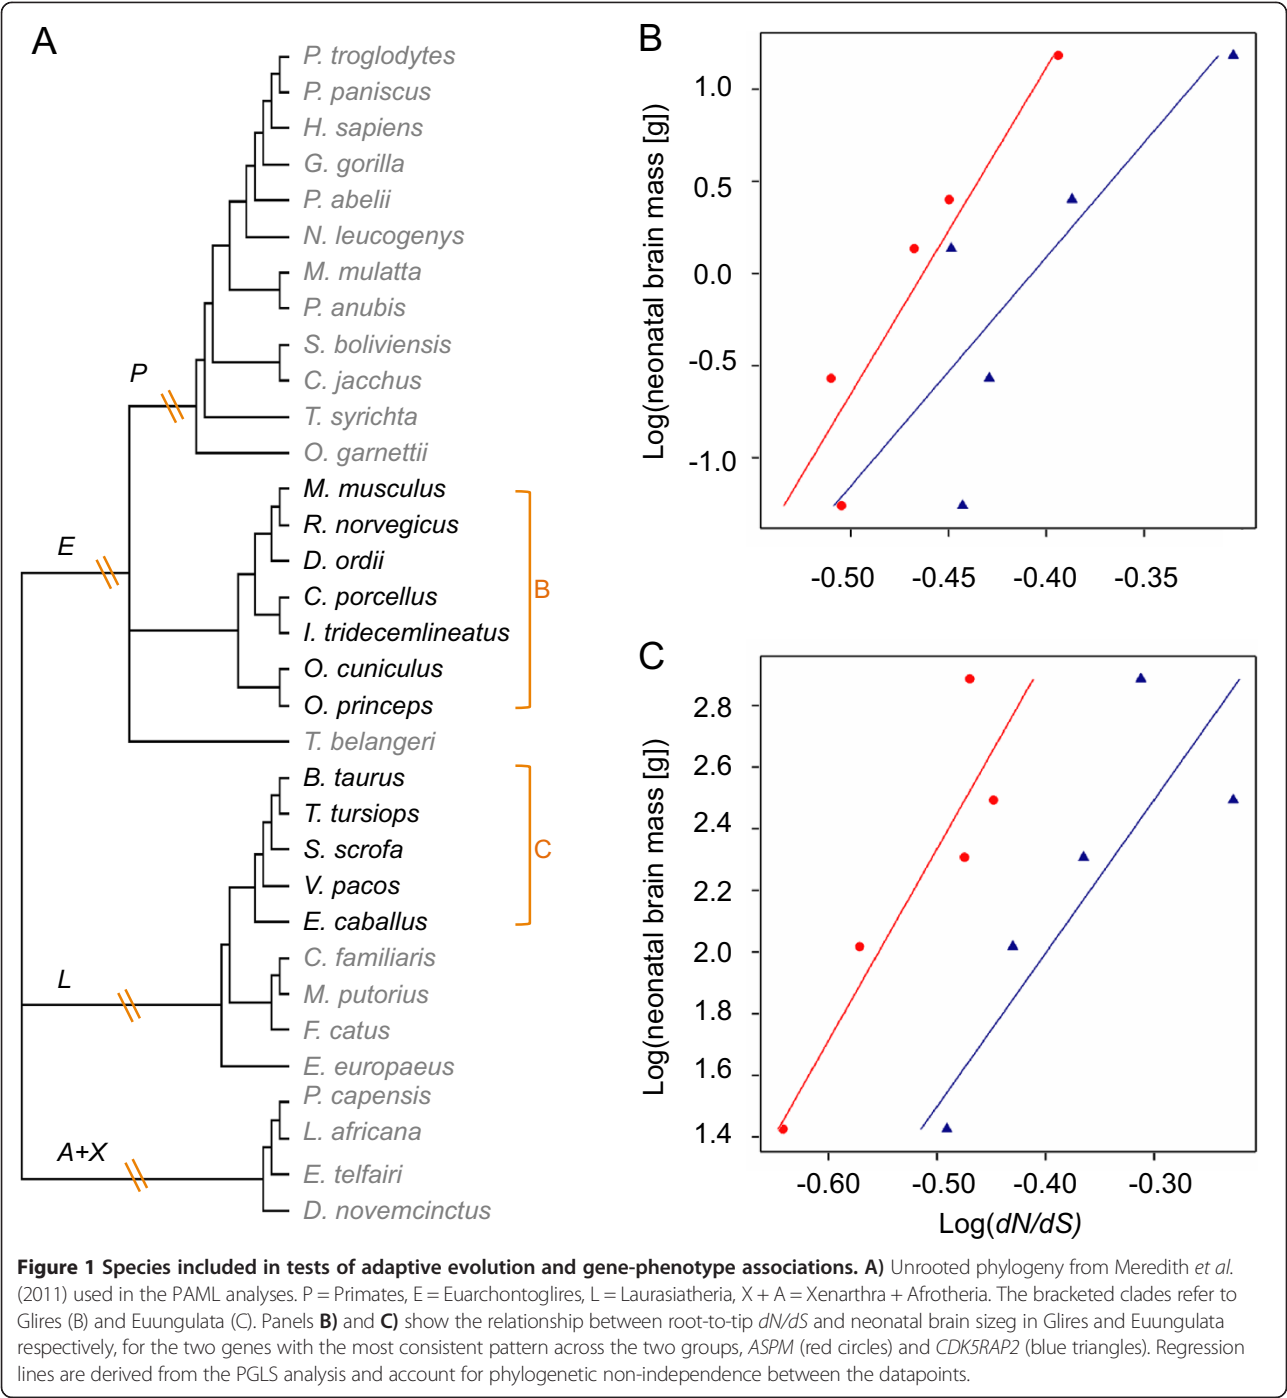 A
P. troglodytes
P. paniscus
H. sapiens
G. gorilla
P. abelii
N. leucogenys
M. mulatta
P. anubis
S. boliviensis
C. jacchus
P
T. syrichta
O. garnettii
M. musculus
R. norvegicus
E
D. ordii
C. porcellus
B
I. tridecemlineatus
O. cuniculus
O. princeps
T. belangeri
B. taurus
T. tursiops
S. scrofa
C
V. pacos
E. caballus
C. familiaris
L
M. putorius
F. catus
E. europaeus
P. capensis
L. africana
A+X
E. telfairi
D. novemcinctus
B
Log(neonatal brain mass [g])
1.0
0.5
0.0
-0.5
-1.0
-0.50 -0.45 -0.40 -0.35
C
Log(neonatal brain mass [g])
2.8
2.6
2.4
2.2
2.0
1.8
1.6
1.4
-0.60 -0.50 -0.40 -0.30
Log(dN/dS)
Figure 1 Species included in tests of adaptive evolution and gene-phenotype associations. A) Unrooted phylogeny from Meredith et al.
(2011) used in the PAML analyses. P = Primates, E = Euarchontoglires, L = Laurasiatheria, X + A = Xenarthra + Afrotheria. The bracketed clades refer to
Glires (B) and Euungulata (C). Panels B) and C) show the relationship between root-to-tip dN/dS and neonatal brain sizeg in Glires and Euungulata
respectively, for the two genes with the most consistent pattern across the two groups, ASPM (red circles) and CDK5RAP2 (blue triangles). Regression
lines are derived from the PGLS analysis and account for phylogenetic non-independence between the datapoints.